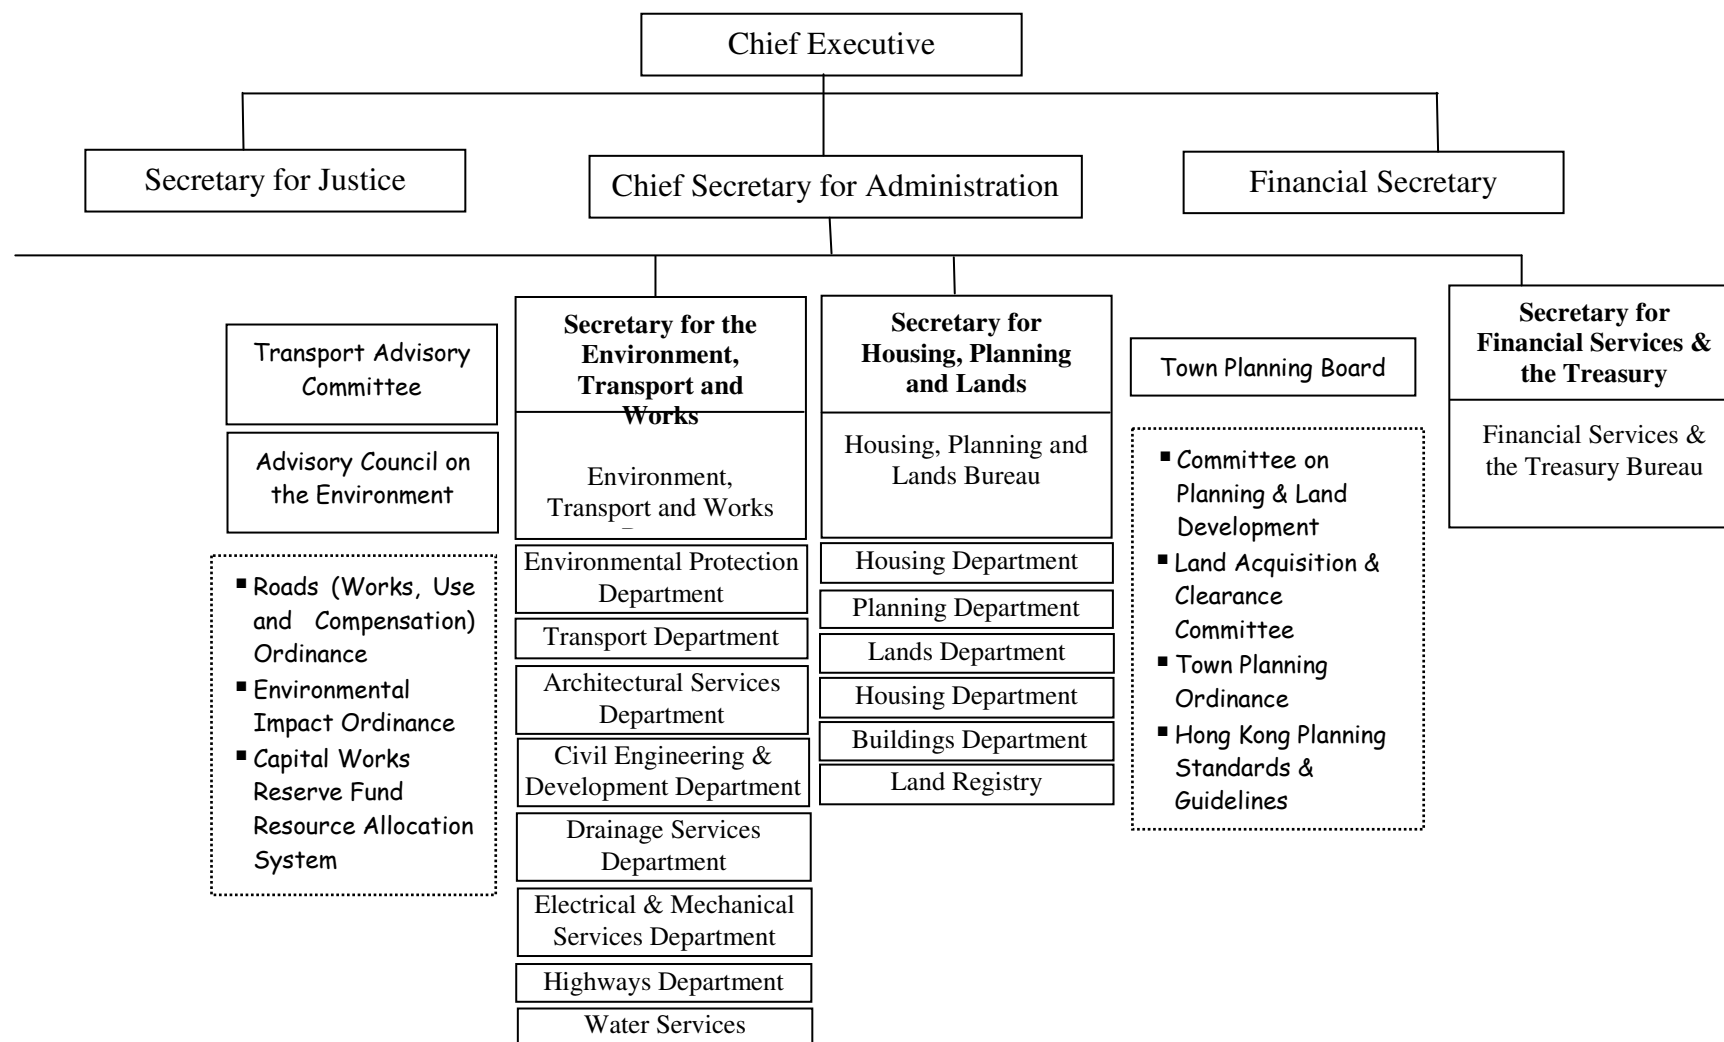 Chief Executive
Secretary for Justice
Chief Secretary for Administration
Financial Secretary
Transport Advisory
Committee
Advisory Council on
the Environment
▪ Roads (Works, Use
and Compensation)
Ordinance
▪ Environmental
Impact Ordinance
▪ Capital Works
Reserve Fund
Resource Allocation
System
Secretary for the
Environment,
Transport and
Works
Environment,
Transport and Works
Environmental Protection
Department
Transport Department
Architectural Services
Department
Civil Engineering &
Development Department
Drainage Services
Department
Electrical & Mechanical
Services Department
Highways Department
Water Services
Secretary for
Housing, Planning
and Lands
Housing, Planning and
Lands Bureau
Housing Department
Planning Department
Lands Department
Housing Department
Buildings Department
Land Registry
Town Planning Board
▪ Committee on
Planning & Land
Development
▪ Land Acquisition &
Clearance
Committee
▪ Town Planning
Ordinance
▪ Hong Kong Planning
Standards &
Guidelines
Secretary for
Financial Services &
the Treasury
Financial Services &
the Treasury Bureau